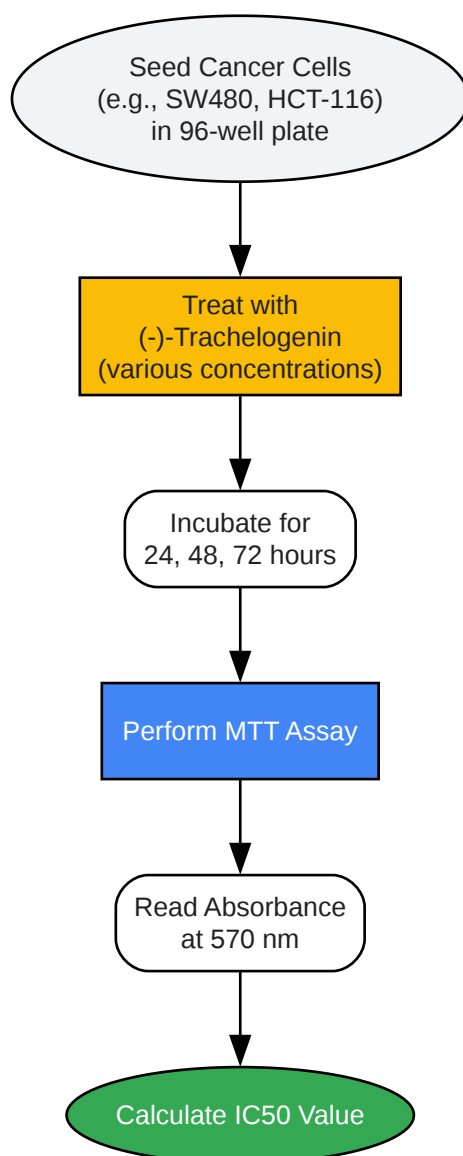 Seed Cancer Cells
(e.g., SW480, HCT-116)
in 96-well plate
Treat with
(-)-Trachelogenin
(various concentrations)
Incubate for
24, 48, 72 hours
Perform MTT Assay
Read Absorbance
at 570 nm
Calculate IC50 Value